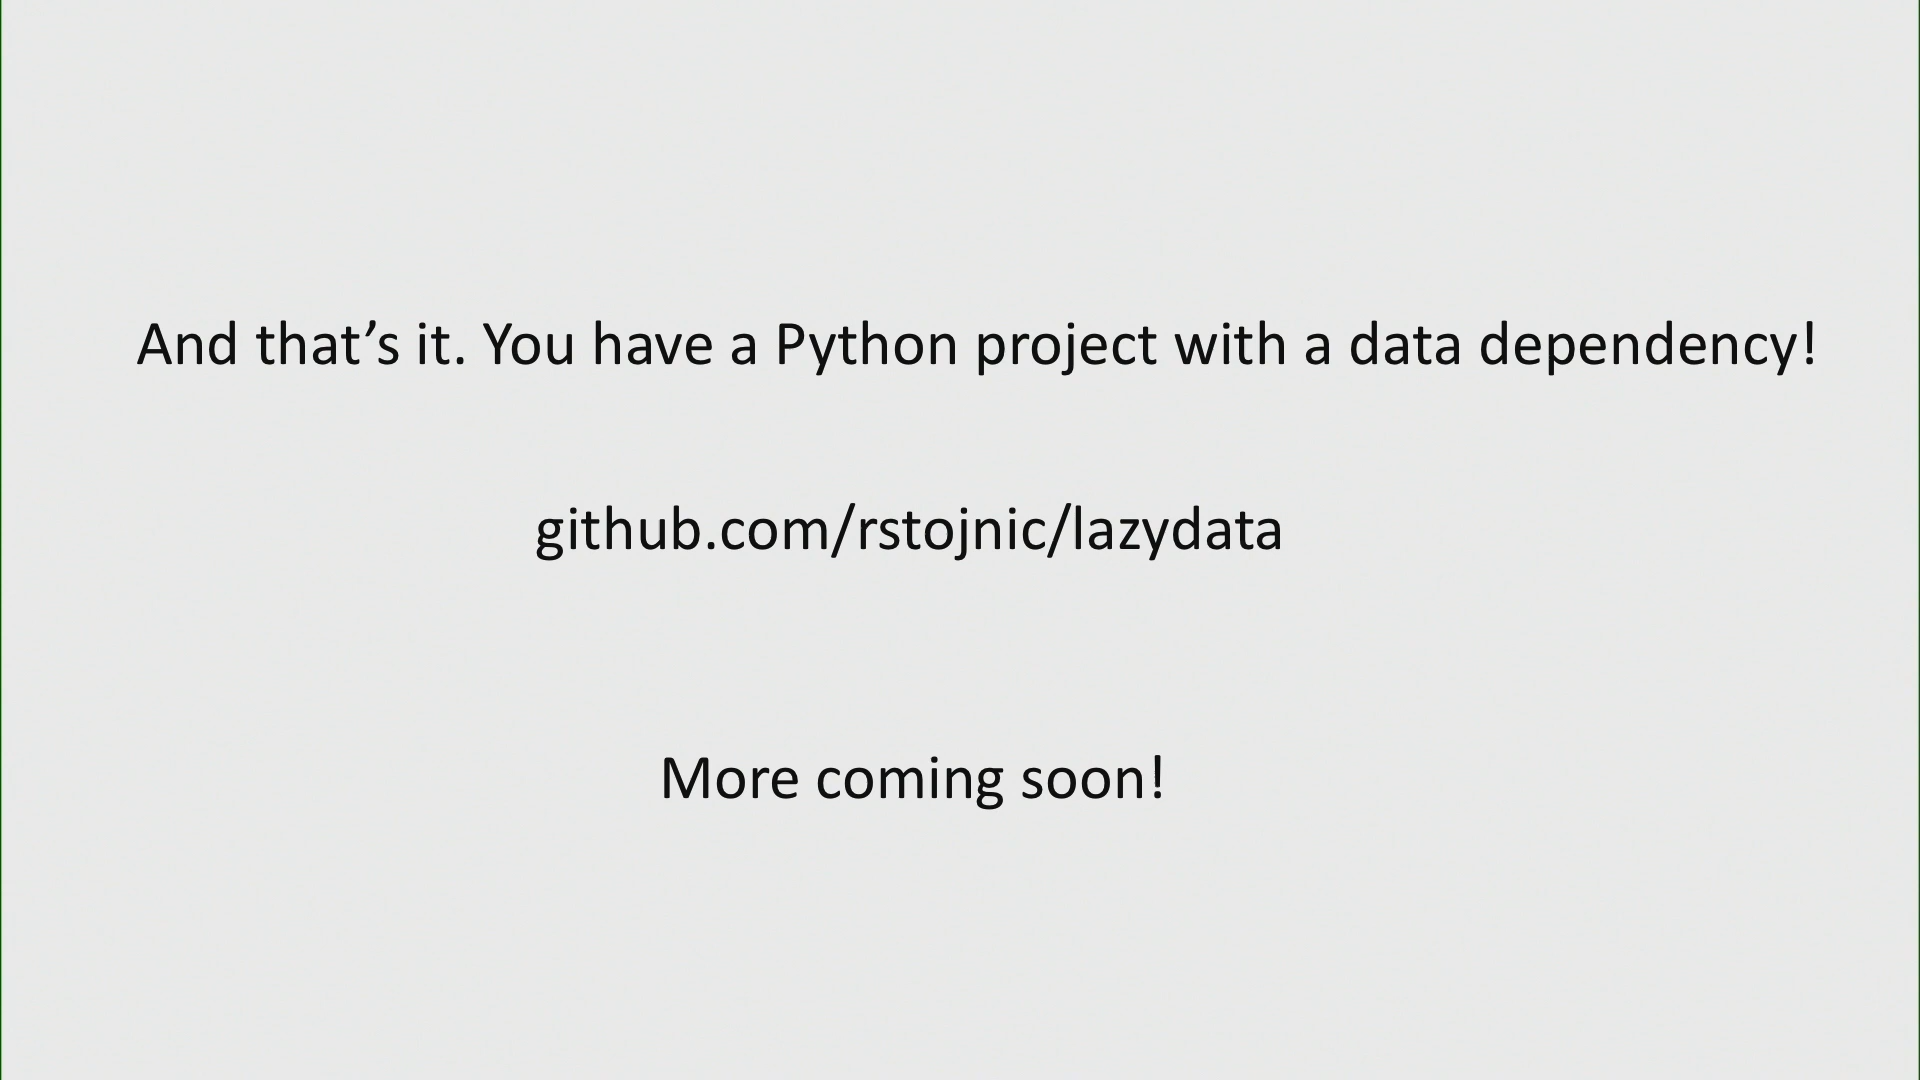 And that’s it. You have a Python project with a data dependency!
github.com/rstojnic/lazydata
More coming soon!